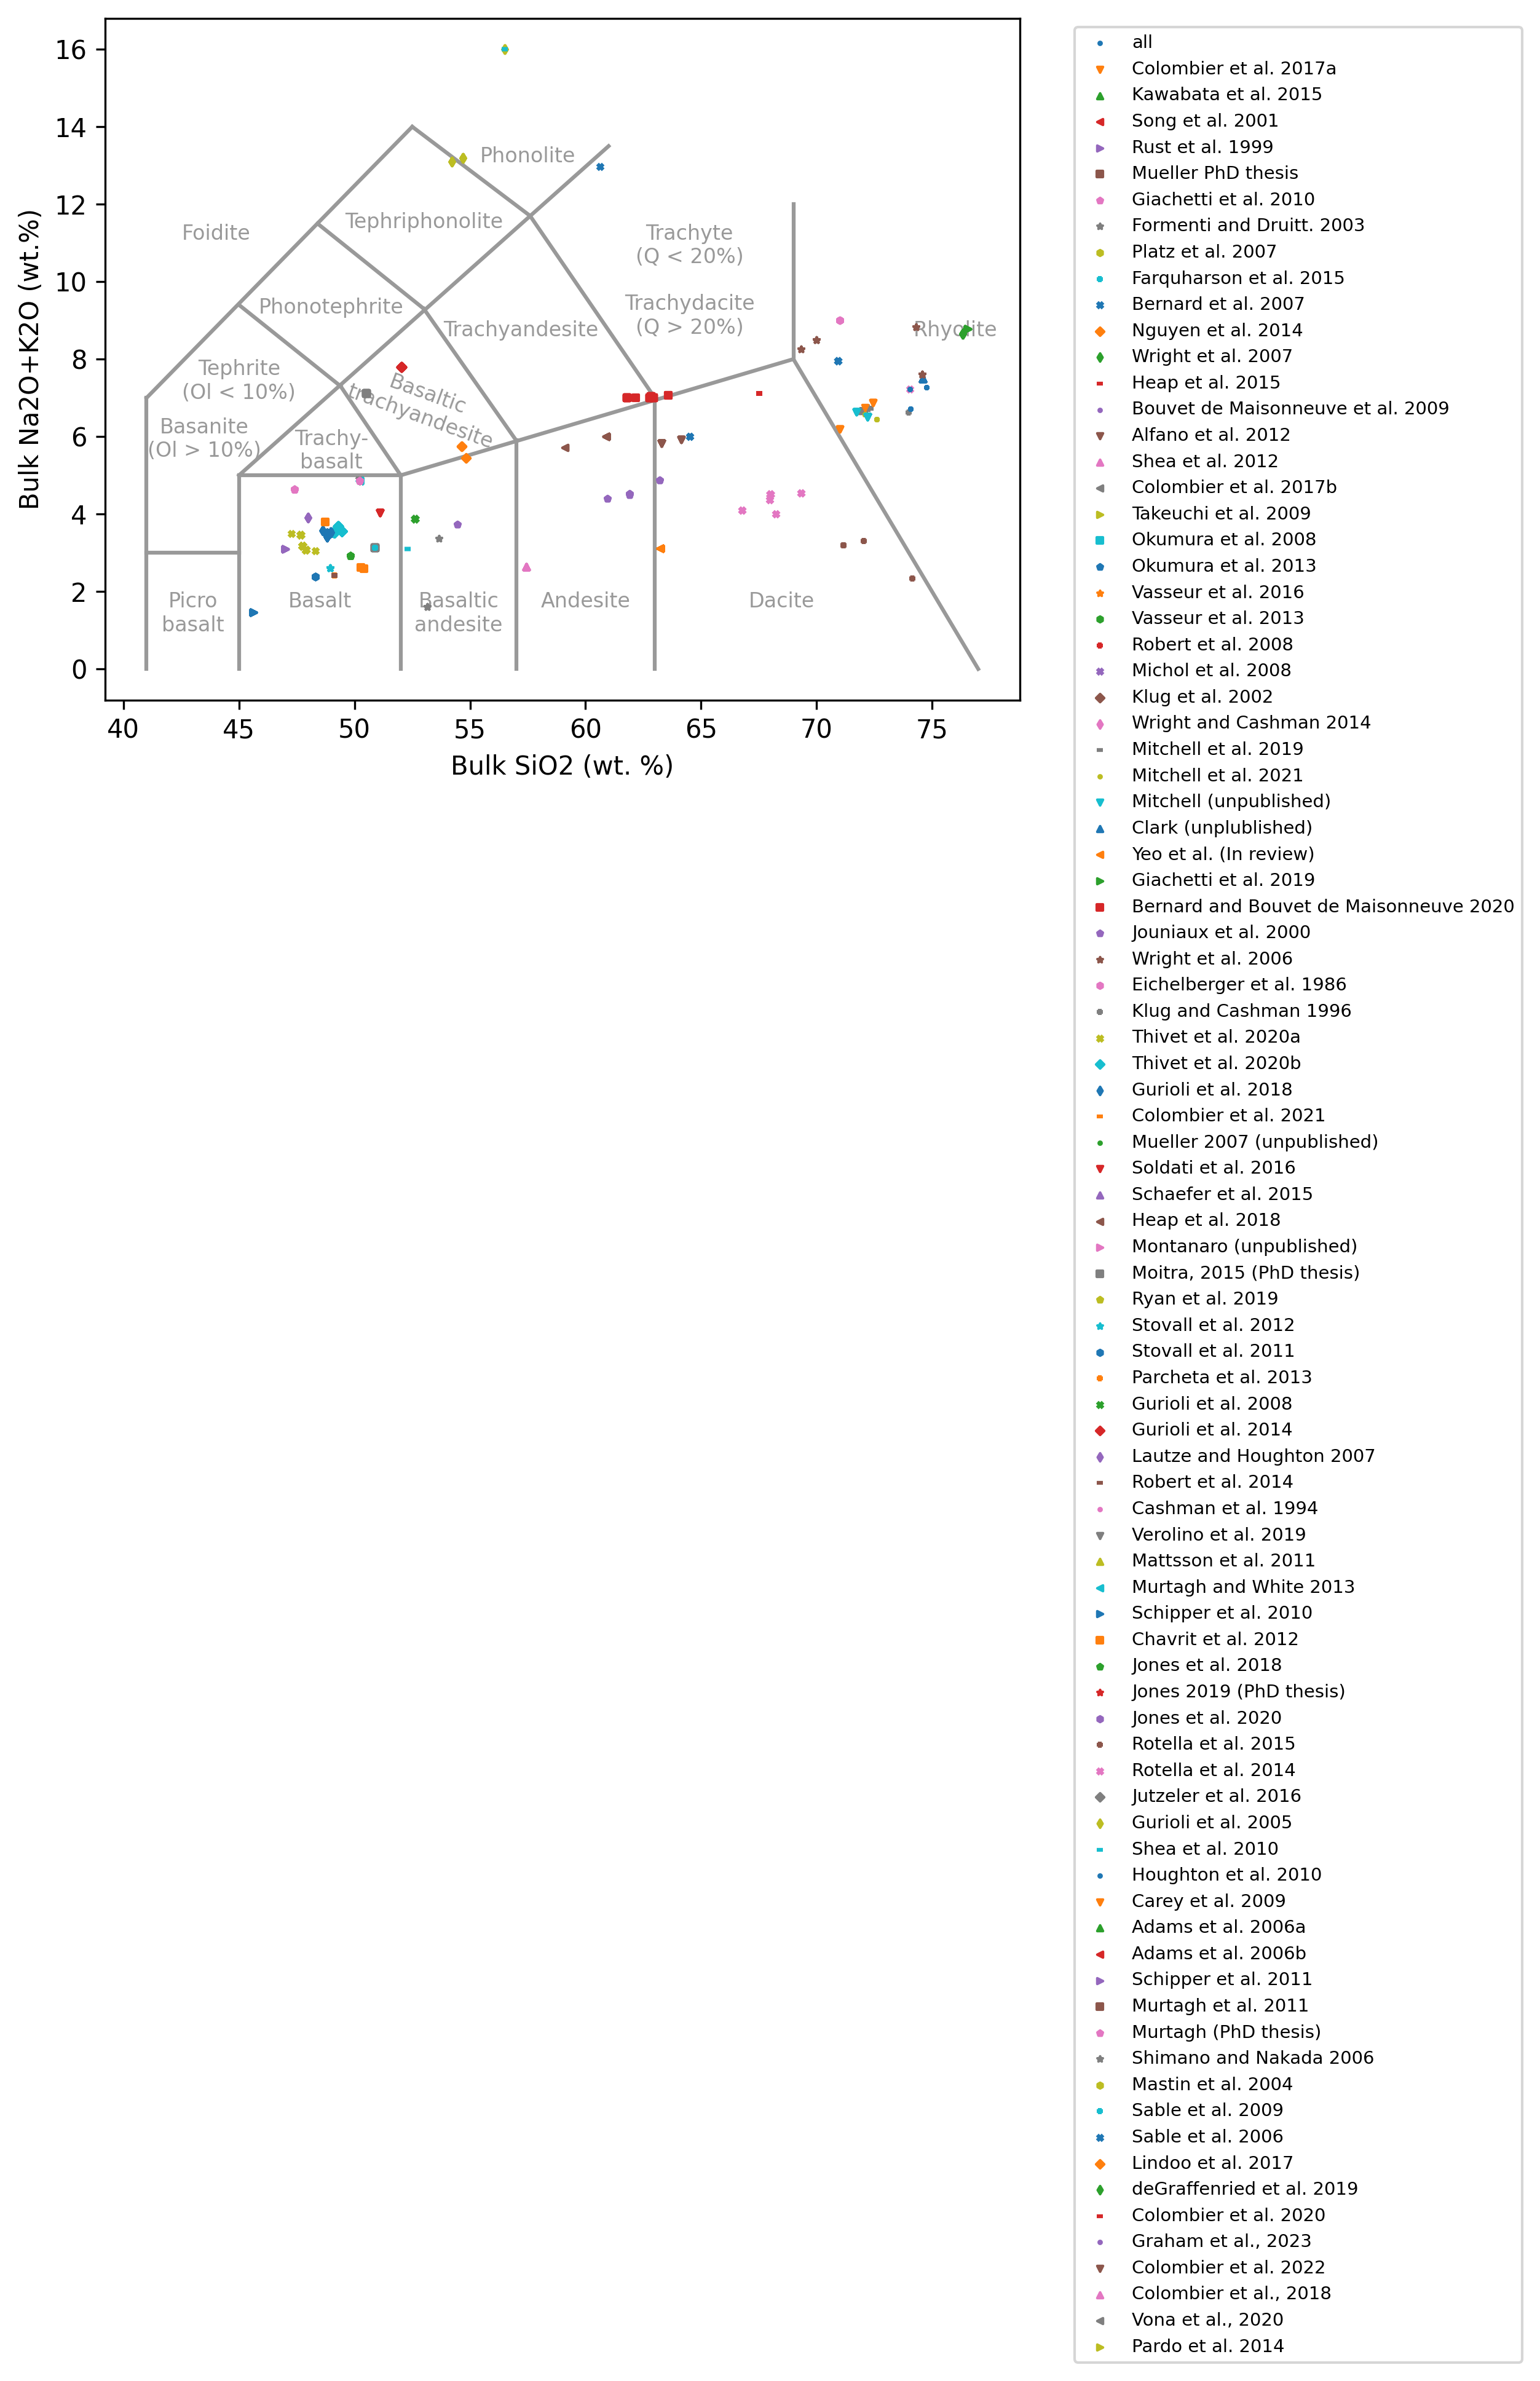 16
14
12
10
8
6
4
2
0
Bulk Na2O+K2O (wt.%)
40
45
50
55
60
65
70
75
Bulk SiO2 (wt. %)
Phonolite
Foidite
Tephriphonolite
Trachyte
(Q < 20%)
Phonotephrite
Trachyandesite
Trachydacite
(Q > 20%)
Rhyolite
Tephrite
(Ol < 10%)
Basaltic
trachyandesite
Basanite
(Ol > 10%)
Trachy-
basalt
Picro
basalt
Basalt
Basaltic
andesite
Andesite
Dacite
all
Colombier et al. 2017a
Kawabata et al. 2015
Song et al. 2001
Rust et al. 1999
Mueller PhD thesis
Giachetti et al. 2010
Formenti and Druitt. 2003
Platz et al. 2007
Farquharson et al. 2015
Bernard et al. 2007
Nguyen et al. 2014
Wright et al. 2007
Heap et al. 2015
Bouvet de Maisonneuve et al. 2009
Alfano et al. 2012
Shea et al. 2012
Colombier et al. 2017b
Takeuchi et al. 2009
Okumura et al. 2008
Okumura et al. 2013
Vasseur et al. 2016
Vasseur et al. 2013
Robert et al. 2008
Michol et al. 2008
Klug et al. 2002
Wright and Cashman 2014
Mitchell et al. 2019
Mitchell et al. 2021
Mitchell (unpublished)
Clark (unplublished)
Yeo et al. (In review)
Giachetti et al. 2019
Bernard and Bouvet de Maisonneuve 2020
Jouniaux et al. 2000
Wright et al. 2006
Eichelberger et al. 1986
Klug and Cashman 1996
Thivet et al. 2020a
Thivet et al. 2020b
Gurioli et al. 2018
Colombier et al. 2021
Mueller 2007 (unpublished)
Soldati et al. 2016
Schaefer et al. 2015
Heap et al. 2018
Montanaro (unpublished)
Moitra, 2015 (PhD thesis)
Ryan et al. 2019
Stovall et al. 2012
Stovall et al. 2011
Parcheta et al. 2013
Gurioli et al. 2008
Gurioli et al. 2014
Lautze and Houghton 2007
Robert et al. 2014
Cashman et al. 1994
Verolino et al. 2019
Mattsson et al. 2011
Murtagh and White 2013
Schipper et al. 2010
Chavrit et al. 2012
Jones et al. 2018
Jones 2019 (PhD thesis)
Jones et al. 2020
Rotella et al. 2015
Rotella et al. 2014
Jutzeler et al. 2016
Gurioli et al. 2005
Shea et al. 2010
Houghton et al. 2010
Carey et al. 2009
Adams et al. 2006a
Adams et al. 2006b
Schipper et al. 2011
Murtagh et al. 2011
Murtagh (PhD thesis)
Shimano and Nakada 2006
Mastin et al. 2004
Sable et al. 2009
Sable et al. 2006
Lindoo et al. 2017
deGraffenried et al. 2019
Colombier et al. 2020
Graham et al., 2023
Colombier et al. 2022
Colombier et al., 2018
Vona et al., 2020
Pardo et al. 2014